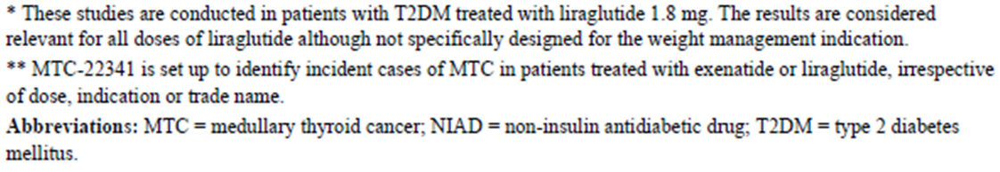 * These studies are conducted in patients with T2DM treated with liraglutide 1.8 mg. The results are considered
relevant for all doses of liraglutide although not specifically designed for the weight management indication.
** MTC-22341 is set up to identify incident cases of MTC in patients treated with exenatide or liraglutide, irrespective
of dose, indication or trade name.
Abbreviations: MTC = medullary thyroid cancer; NIAD = non-insulin antidiabetic drug; T2DM = type 2 diabetes
mellitus.